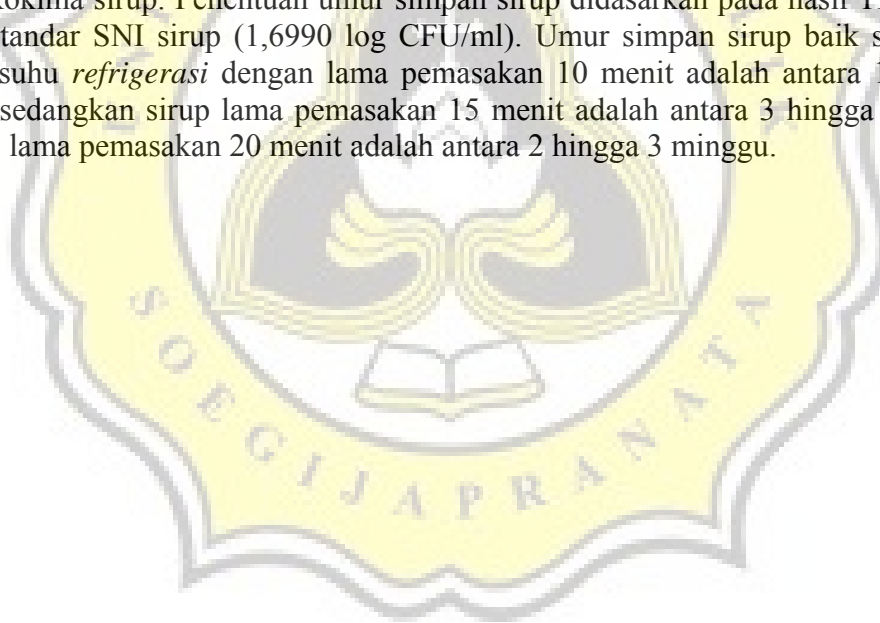 sirup. Penentuan umur simpan sirup didasarkan pada hasil
standar SNI sirup (1,6990 log CFU/ml). Umur simpan sirup baik
suhu refrigerasi dengan lama pemasakan 10 menit adalah antara
sedangkan sirup lama pemasakan 15 menit adalah antara 3 hingga
lama pemasakan 20 menit adalah antara 2 hingga 3 minggu.
SOEGIJAPRANATA